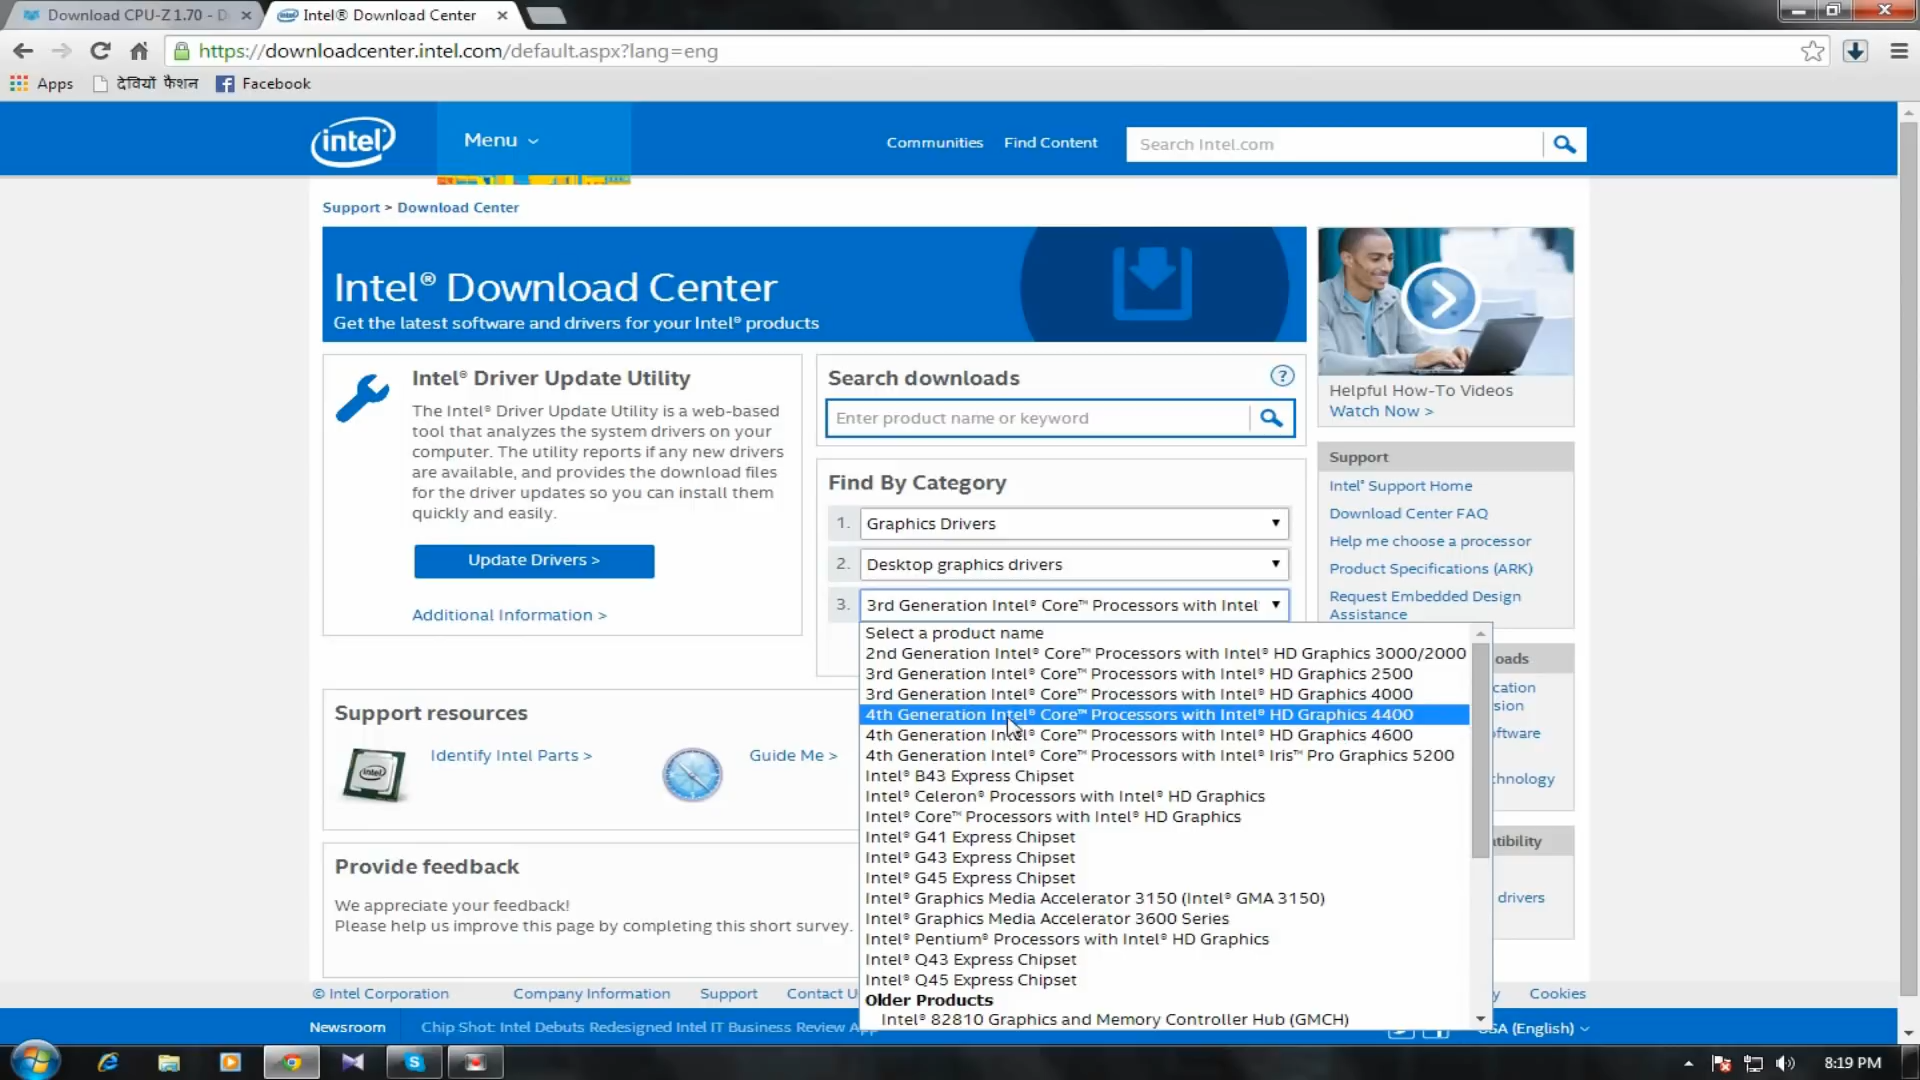 Download CPU-Z 1.70 - D
Intel® Download Center
https://downloadcenter.intel.com/default.aspx?lang=eng
Apps
देवियों फैशन
Facebook
intel
Menu
Communities
Find Content
Search Intel.com
Support > Download Center
Intel® Download Center
Get the latest software and drivers for your Intel® products
Intel® Driver Update Utility
The Intel® Driver Update Utility is a web-based
tool that analyzes the system drivers on your
computer. The utility reports if any new drivers
are available, and provides the download files
for the driver updates so you can install them
quickly and easily.
Update Drivers >
Additional Information >
Search downloads
?
Enter product name or keyword
Find By Category
1. Graphics Drivers
2. Desktop graphics drivers
3. 3rd Generation Intel® Core™ Processors with Intel
Select a product name
2nd Generation Intel® Core™ Processors with Intel® HD Graphics 3000/2000
3rd Generation Intel® Core™ Processors with Intel® HD Graphics 2500
3rd Generation Intel® Core™ Processors with Intel® HD Graphics 4000
4th Generation Intel® Core™ Processors with Intel® HD Graphics 4400
4th Generation Intel® Core™ Processors with Intel® HD Graphics 4600
4th Generation Intel® Core™ Processors with Intel® Iris™ Pro Graphics 5200
Intel® B43 Express Chipset
Intel® Celeron® Processors with Intel® HD Graphics
Intel® Core™ Processors with Intel® HD Graphics
Intel® G41 Express Chipset
Intel® G43 Express Chipset
Intel® G45 Express Chipset
Intel® Graphics Media Accelerator 3150 (Intel® GMA 3150)
Intel® Graphics Media Accelerator 3600 Series
Intel® Pentium® Processors with Intel® HD Graphics
Intel® Q43 Express Chipset
Intel® Q45 Express Chipset
Older Products
Intel® 82810 Graphics and Memory Controller Hub (GMCH)
Helpful How-To Videos
Watch Now >
Support
Intel® Support Home
Download Center FAQ
Help me choose a processor
Product Specifications (ARK)
Request Embedded Design
Assistance
oads
cation
sion
ftware
chnology
atibility
drivers
Support resources
intel
Identify Intel Parts >
Guide Me >
Provide feedback
We appreciate your feedback!
Please help us improve this page by completing this short survey.
© Intel Corporation
Company Information
Support
Contact U
y
Cookies
Newsroom
Chip Shot: Intel Debuts Redesigned Intel IT Business Review Ap
USA (English)
8:19 PM